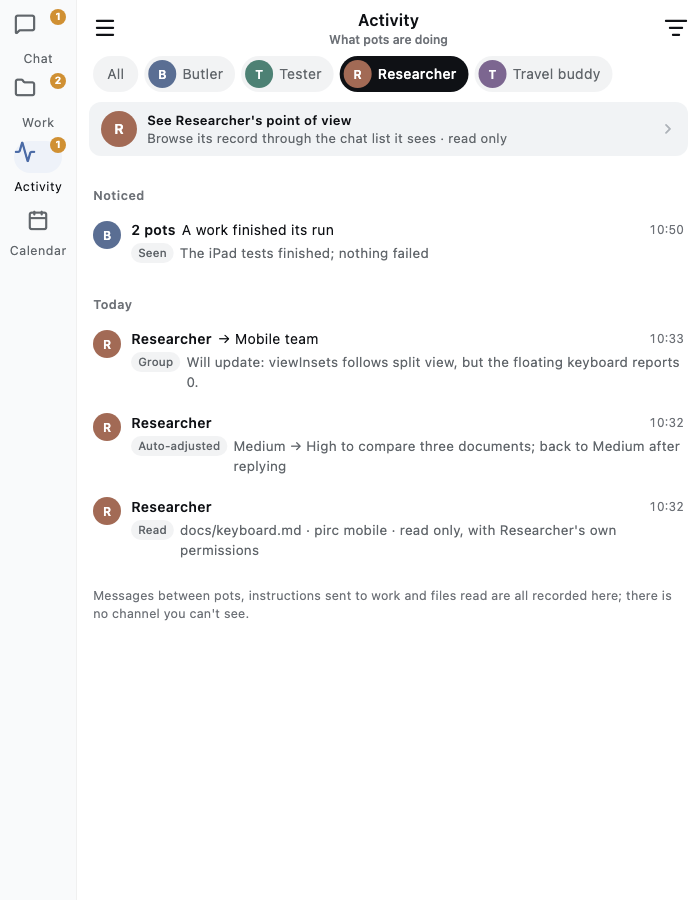 1
Chat
2
Work
1
Activity
Calendar
Activity
What pots are doing
All
B Butler
T Tester
R Researcher
T Travel buddy
R
See Researcher's point of view
Browse its record through the chat list it sees · read only
Noticed
B
2 pots A work finished its run 10:50
Seen The iPad tests finished; nothing failed
Today
R
Researcher → Mobile team 10:33
Group Will update: viewInsets follows split view, but the floating keyboard reports
0.
R
Researcher 10:32
Auto-adjusted Medium → High to compare three documents; back to Medium after
replying
R
Researcher 10:32
Read docs/keyboard.md · pirc mobile · read only, with Researcher's own
permissions
Messages between pots, instructions sent to work and files read are all recorded here; there is
no channel you can't see.